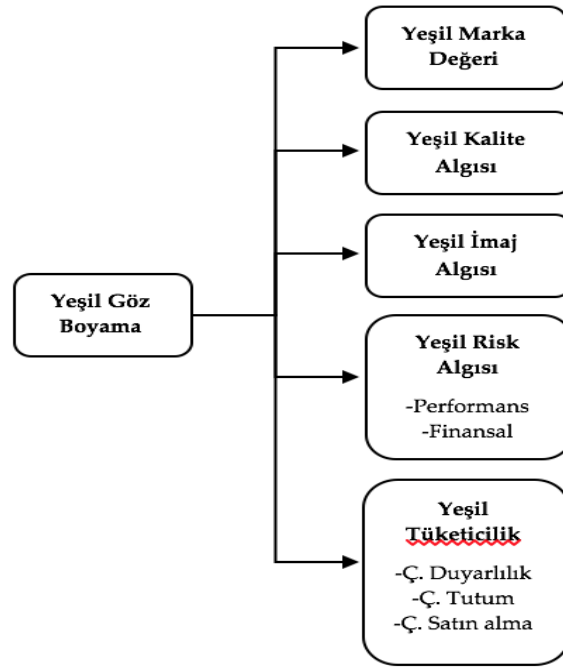 Yeşil Marka
Değeri
Yeşil Kalite
Algısı
Yeşil İmaj
Algısı
Yeşil Göz
Boyama
Yeşil Risk
Algısı
-Performans
-Finansal
Yeşil
Tüketicilik
-Ç. Duyarlılık
-Ç. Tutum
-Ç. Satın alma